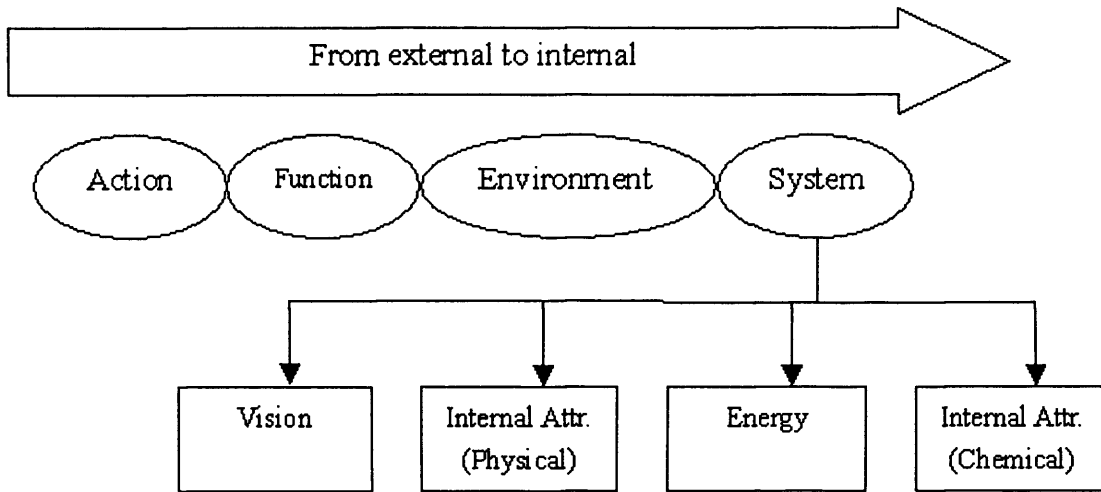 From external to internal
Action
Function
Environment
System
Vision
Internal Attr.
(Physical)
Energy
Internal Attr.
(Chemical)